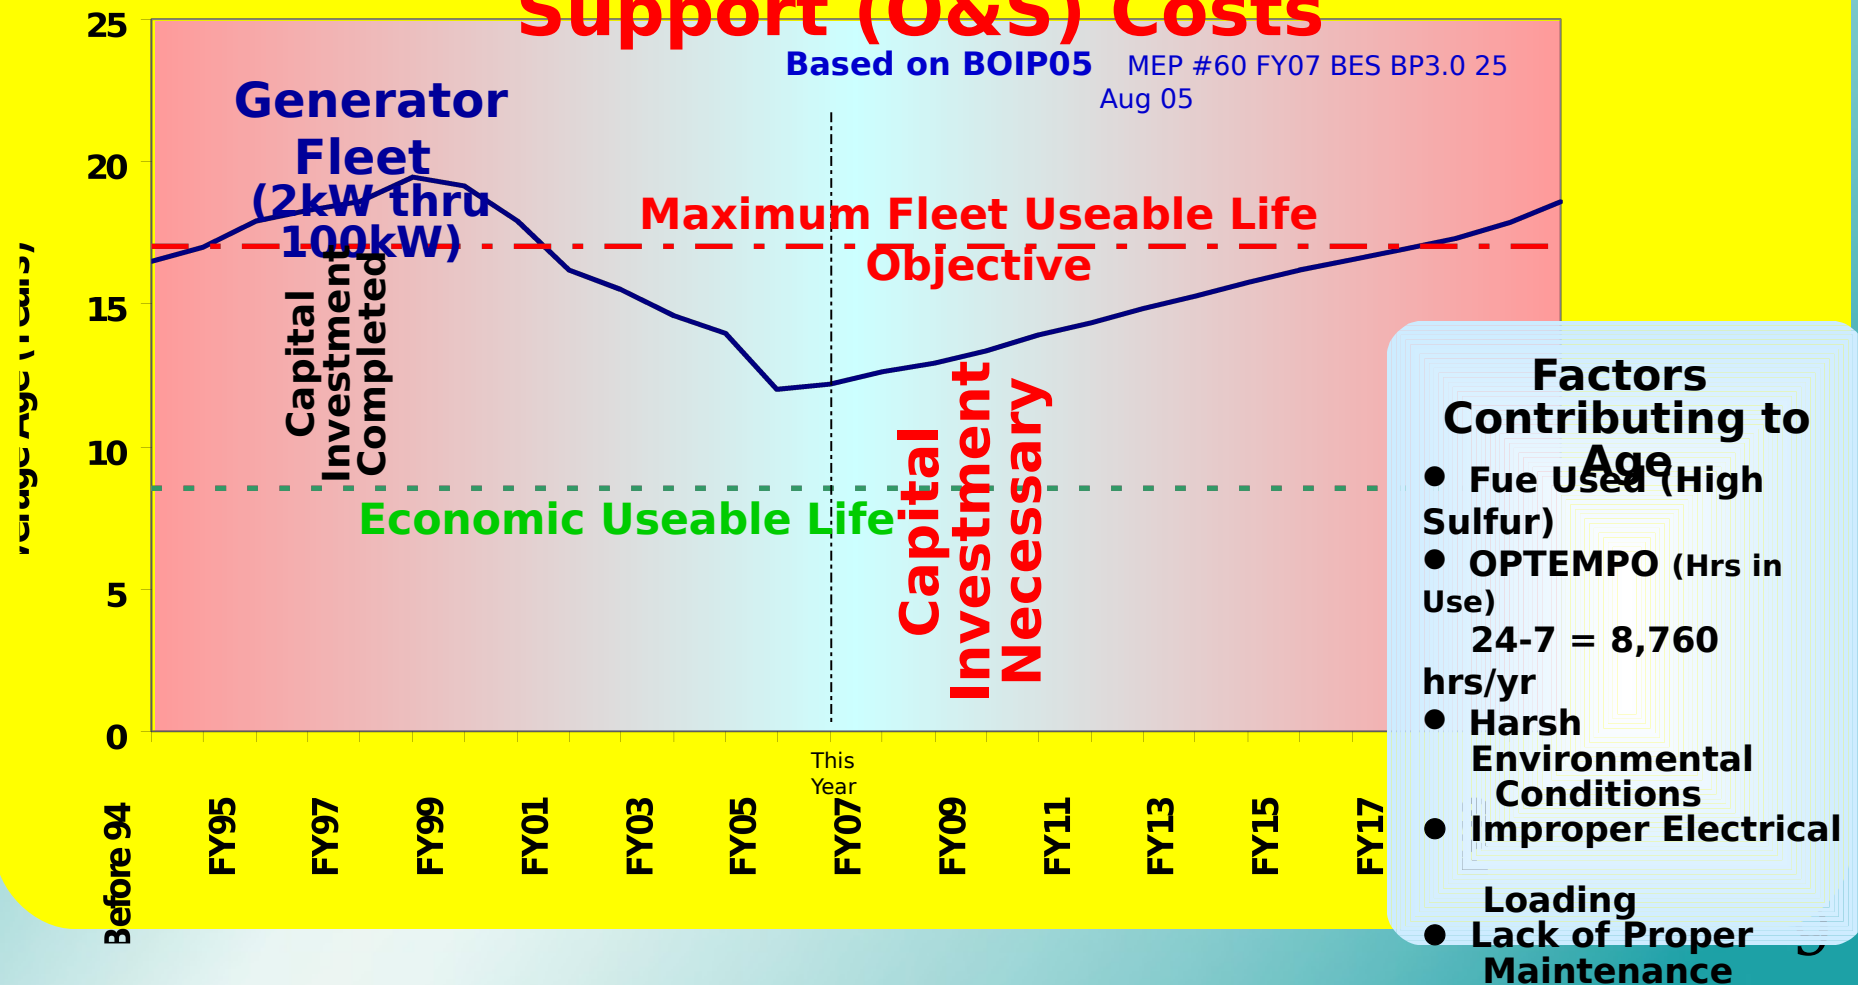 Support (O&S) Costs
Based on BOIP05 MEP #60 FY07 BES BP3.0 25
Aug 05
Generator
Fleet
(2kW thru
100kW)
Maximum Fleet Useable Life
Objective
Capital
Investment
Completed
Economic Useable Life
Capital
Investment
Necessary
25
20
15
10
5
0
This
Year
Before 94
FY95
FY97
FY99
FY01
FY03
FY05
FY07
FY09
FY11
FY13
FY15
FY17
Factors
Contributing to
Age
● Fue Used (High
Sulfur)
● OPTEMPO (Hrs in
Use)
24-7 = 8,760
hrs/yr
● Harsh
Environmental
Conditions
● Improper Electrical
Loading
● Lack of Proper
Maintenance